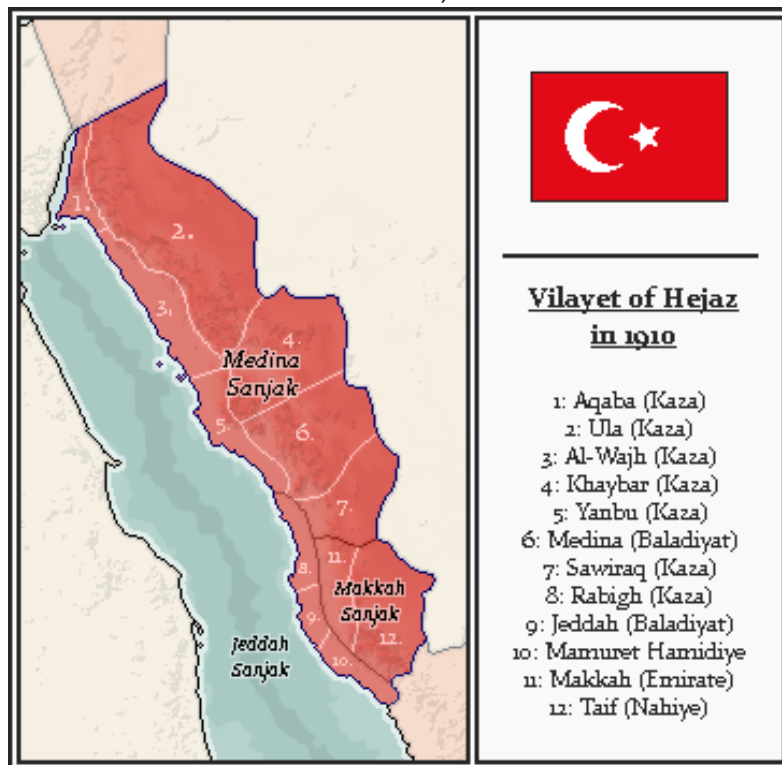 1.
2.
3.
4.
Medina
Sanjak
5.
6.
7.
8.
11.
Makkah
Sanjak
9.
12.
10.
Jeddah
Sanjak
Vilayet of Hejaz
in 1910
1: Aqaba (Kaza)
2: Ula (Kaza)
3: Al-Wajh (Kaza)
4: Khaybar (Kaza)
5: Yanbu (Kaza)
6: Medina (Baladiyat)
7: Sawiraq (Kaza)
8: Rabigh (Kaza)
9: Jeddah (Baladiyat)
10: Mamuret Hamidiye
11: Makkah (Emirate)
12: Taif (Nahiye)